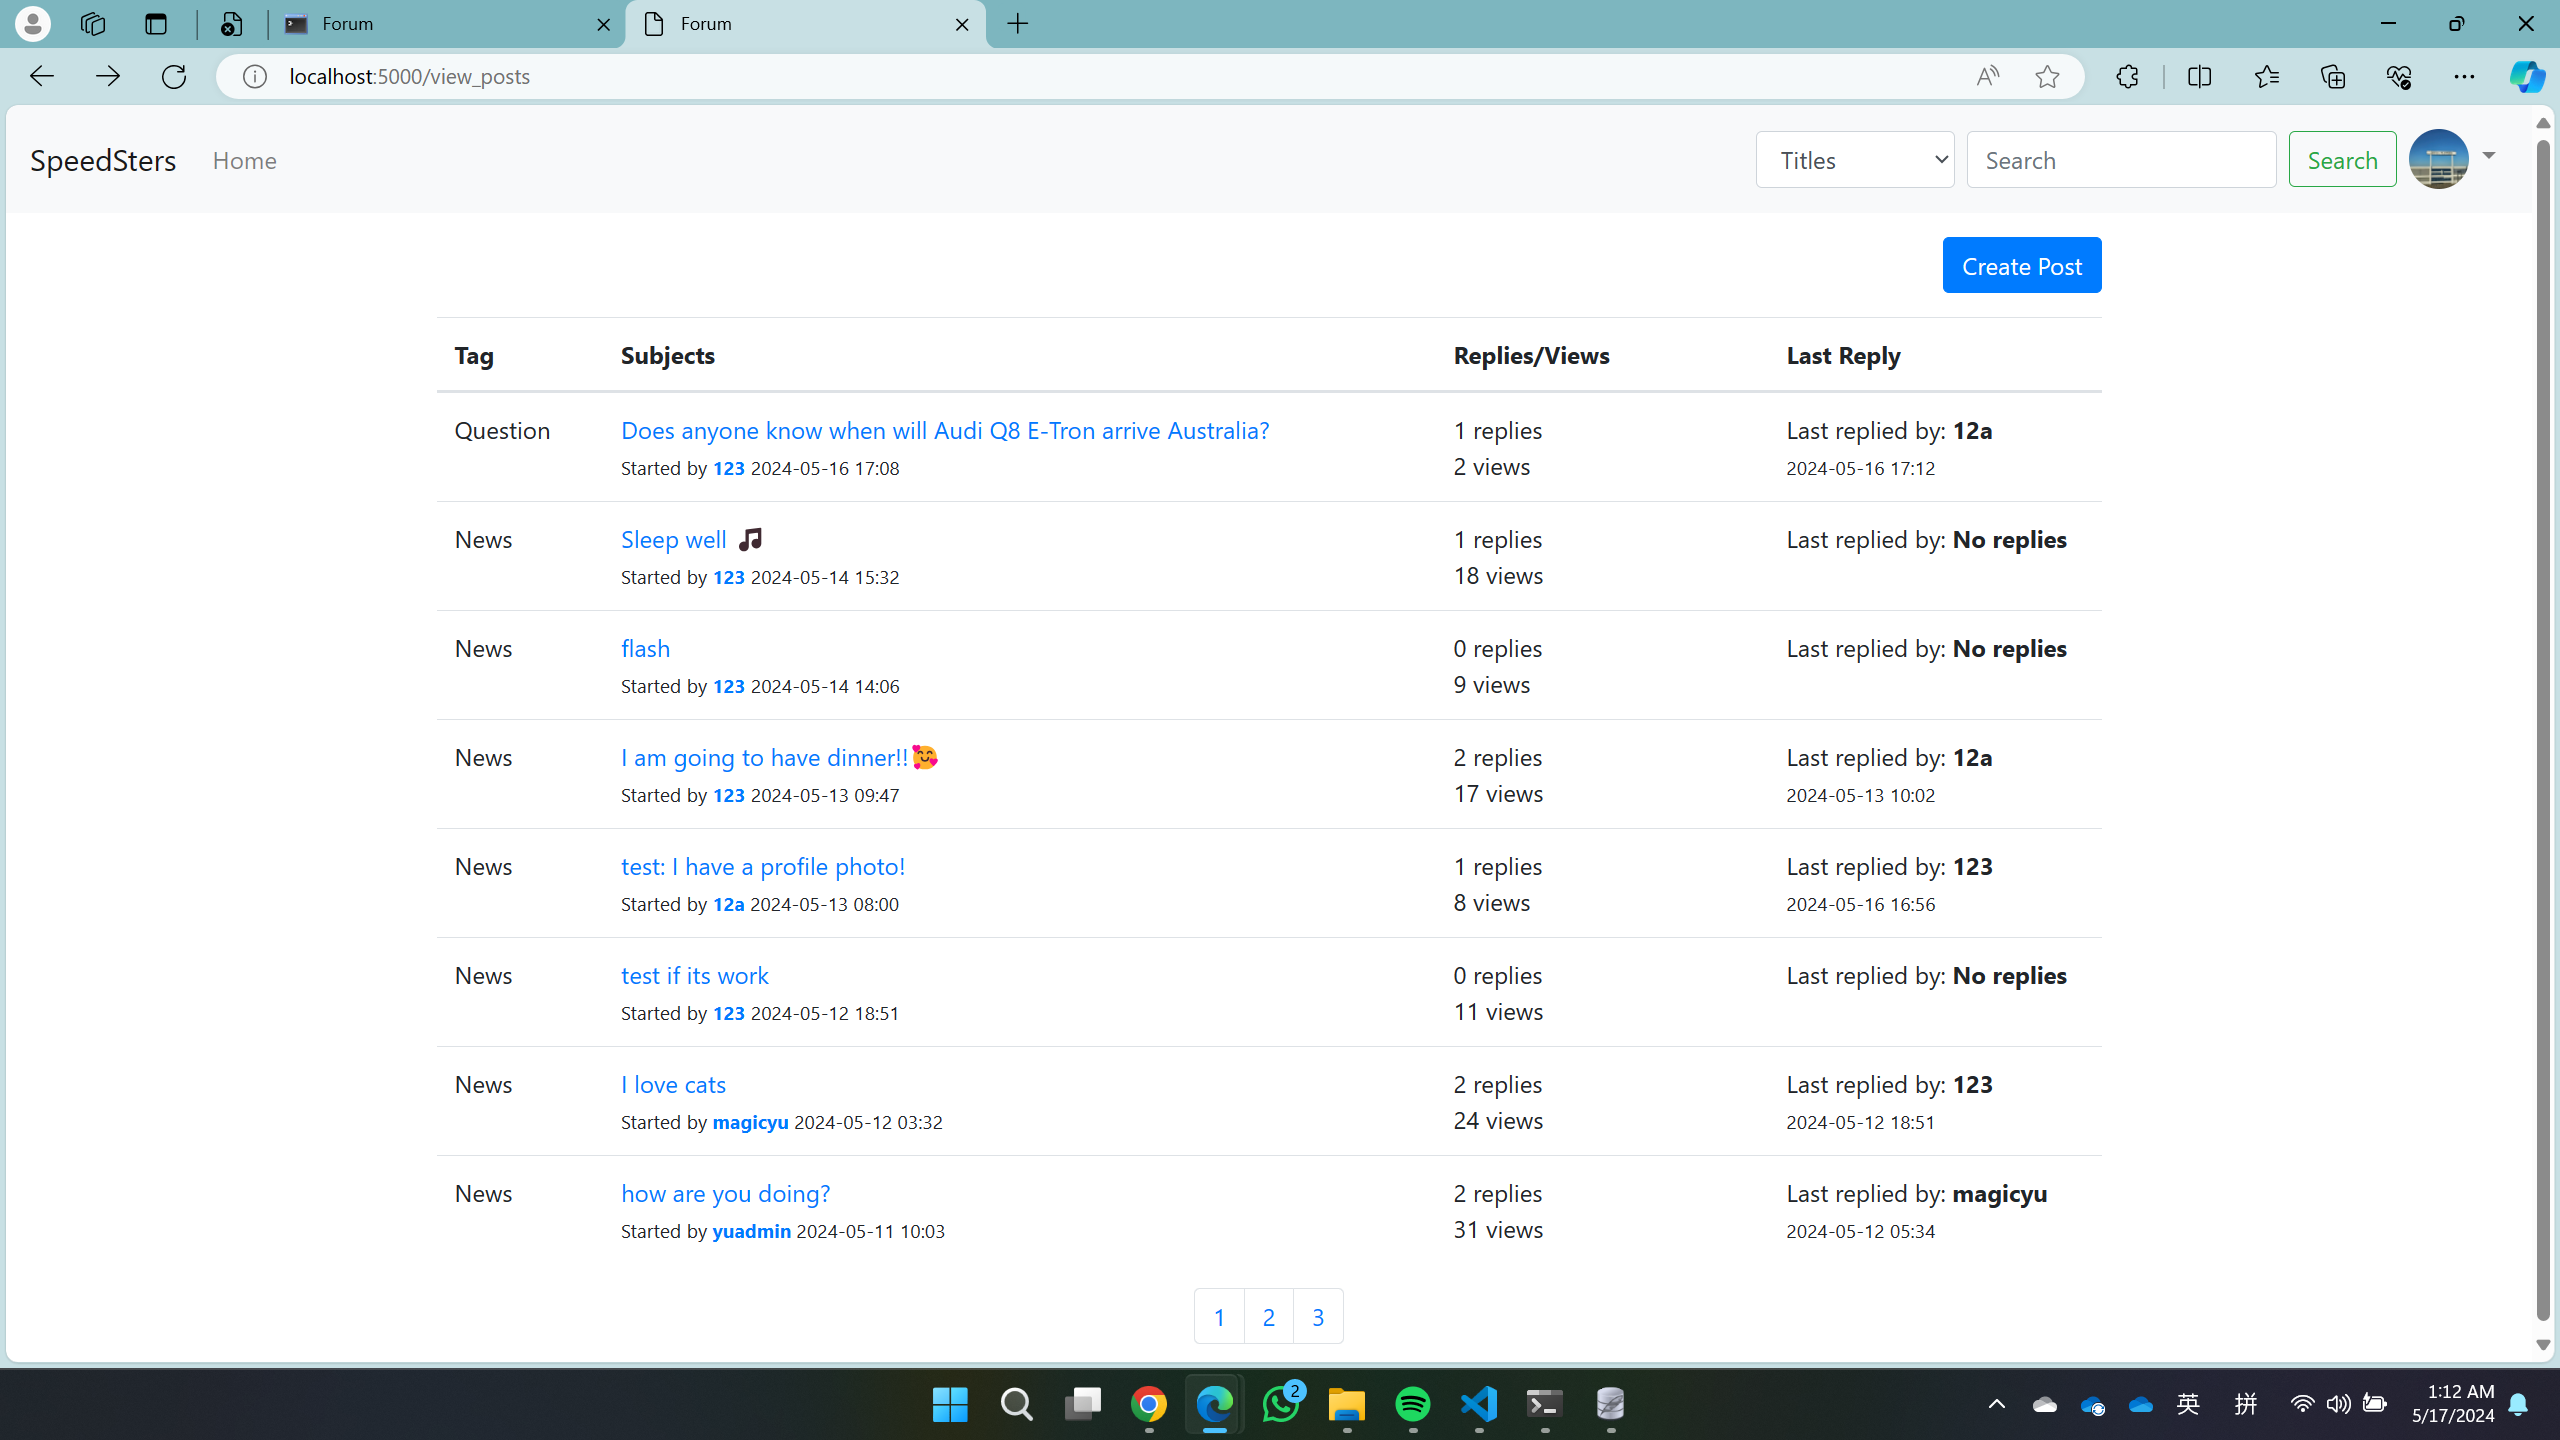 Forum
Forum
localhost:5000/view_posts
SpeedSters
Home
Titles
Search
Search
Create Post
Tag Subjects Replies/Views Last Reply
Question Does anyone know when will Audi Q8 E-Tron arrive Australia? 1 replies Last replied by: 12a
Started by 123 2024-05-16 17:08 2 views 2024-05-16 17:12
News Sleep well 🎵 1 replies Last replied by: No replies
Started by 123 2024-05-14 15:32 18 views
News flash 0 replies Last replied by: No replies
Started by 123 2024-05-14 14:06 9 views
News I am going to have dinner!!🥰 2 replies Last replied by: 12a
Started by 123 2024-05-13 09:47 17 views 2024-05-13 10:02
News test: I have a profile photo! 1 replies Last replied by: 123
Started by 12a 2024-05-13 08:00 8 views 2024-05-16 16:56
News test if its work 0 replies Last replied by: No replies
Started by 123 2024-05-12 18:51 11 views
News I love cats 2 replies Last replied by: 123
Started by magicyu 2024-05-12 03:32 24 views 2024-05-12 18:51
News how are you doing? 2 replies Last replied by: magicyu
Started by yuadmin 2024-05-11 10:03 31 views 2024-05-12 05:34
1 2 3
2
英 拼
1:12 AM
5/17/2024